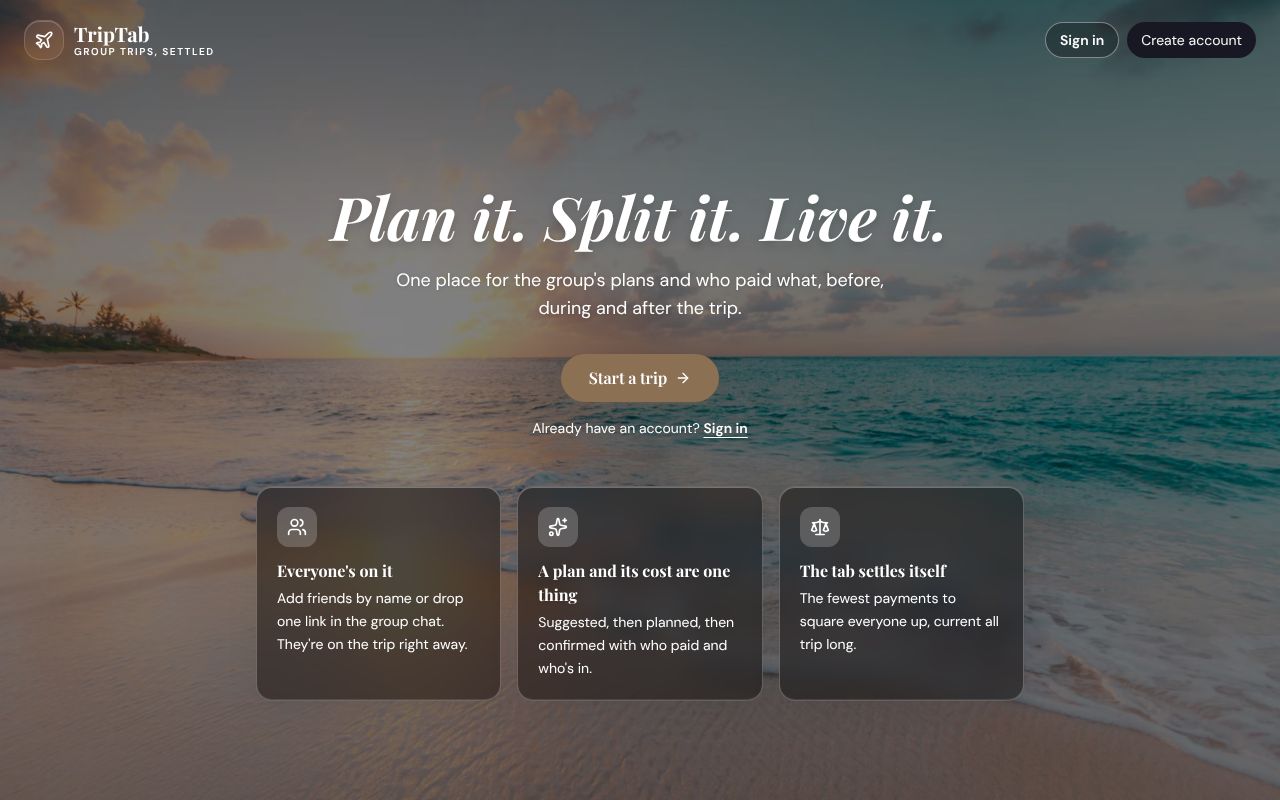 TripTab
GROUP TRIPS, SETTLED
Sign in
Create account
Plan it. Split it. Live it.
One place for the group's plans and who paid what, before,
during and after the trip.
Start a trip →
Already have an account? Sign in
Everyone's on it
Add friends by name or drop
one link in the group chat.
They're on the trip right away.
A plan and its cost are one
thing
Suggested, then planned, then
confirmed with who paid and
who's in.
The tab settles itself
The fewest payments to
square everyone up, current all
trip long.